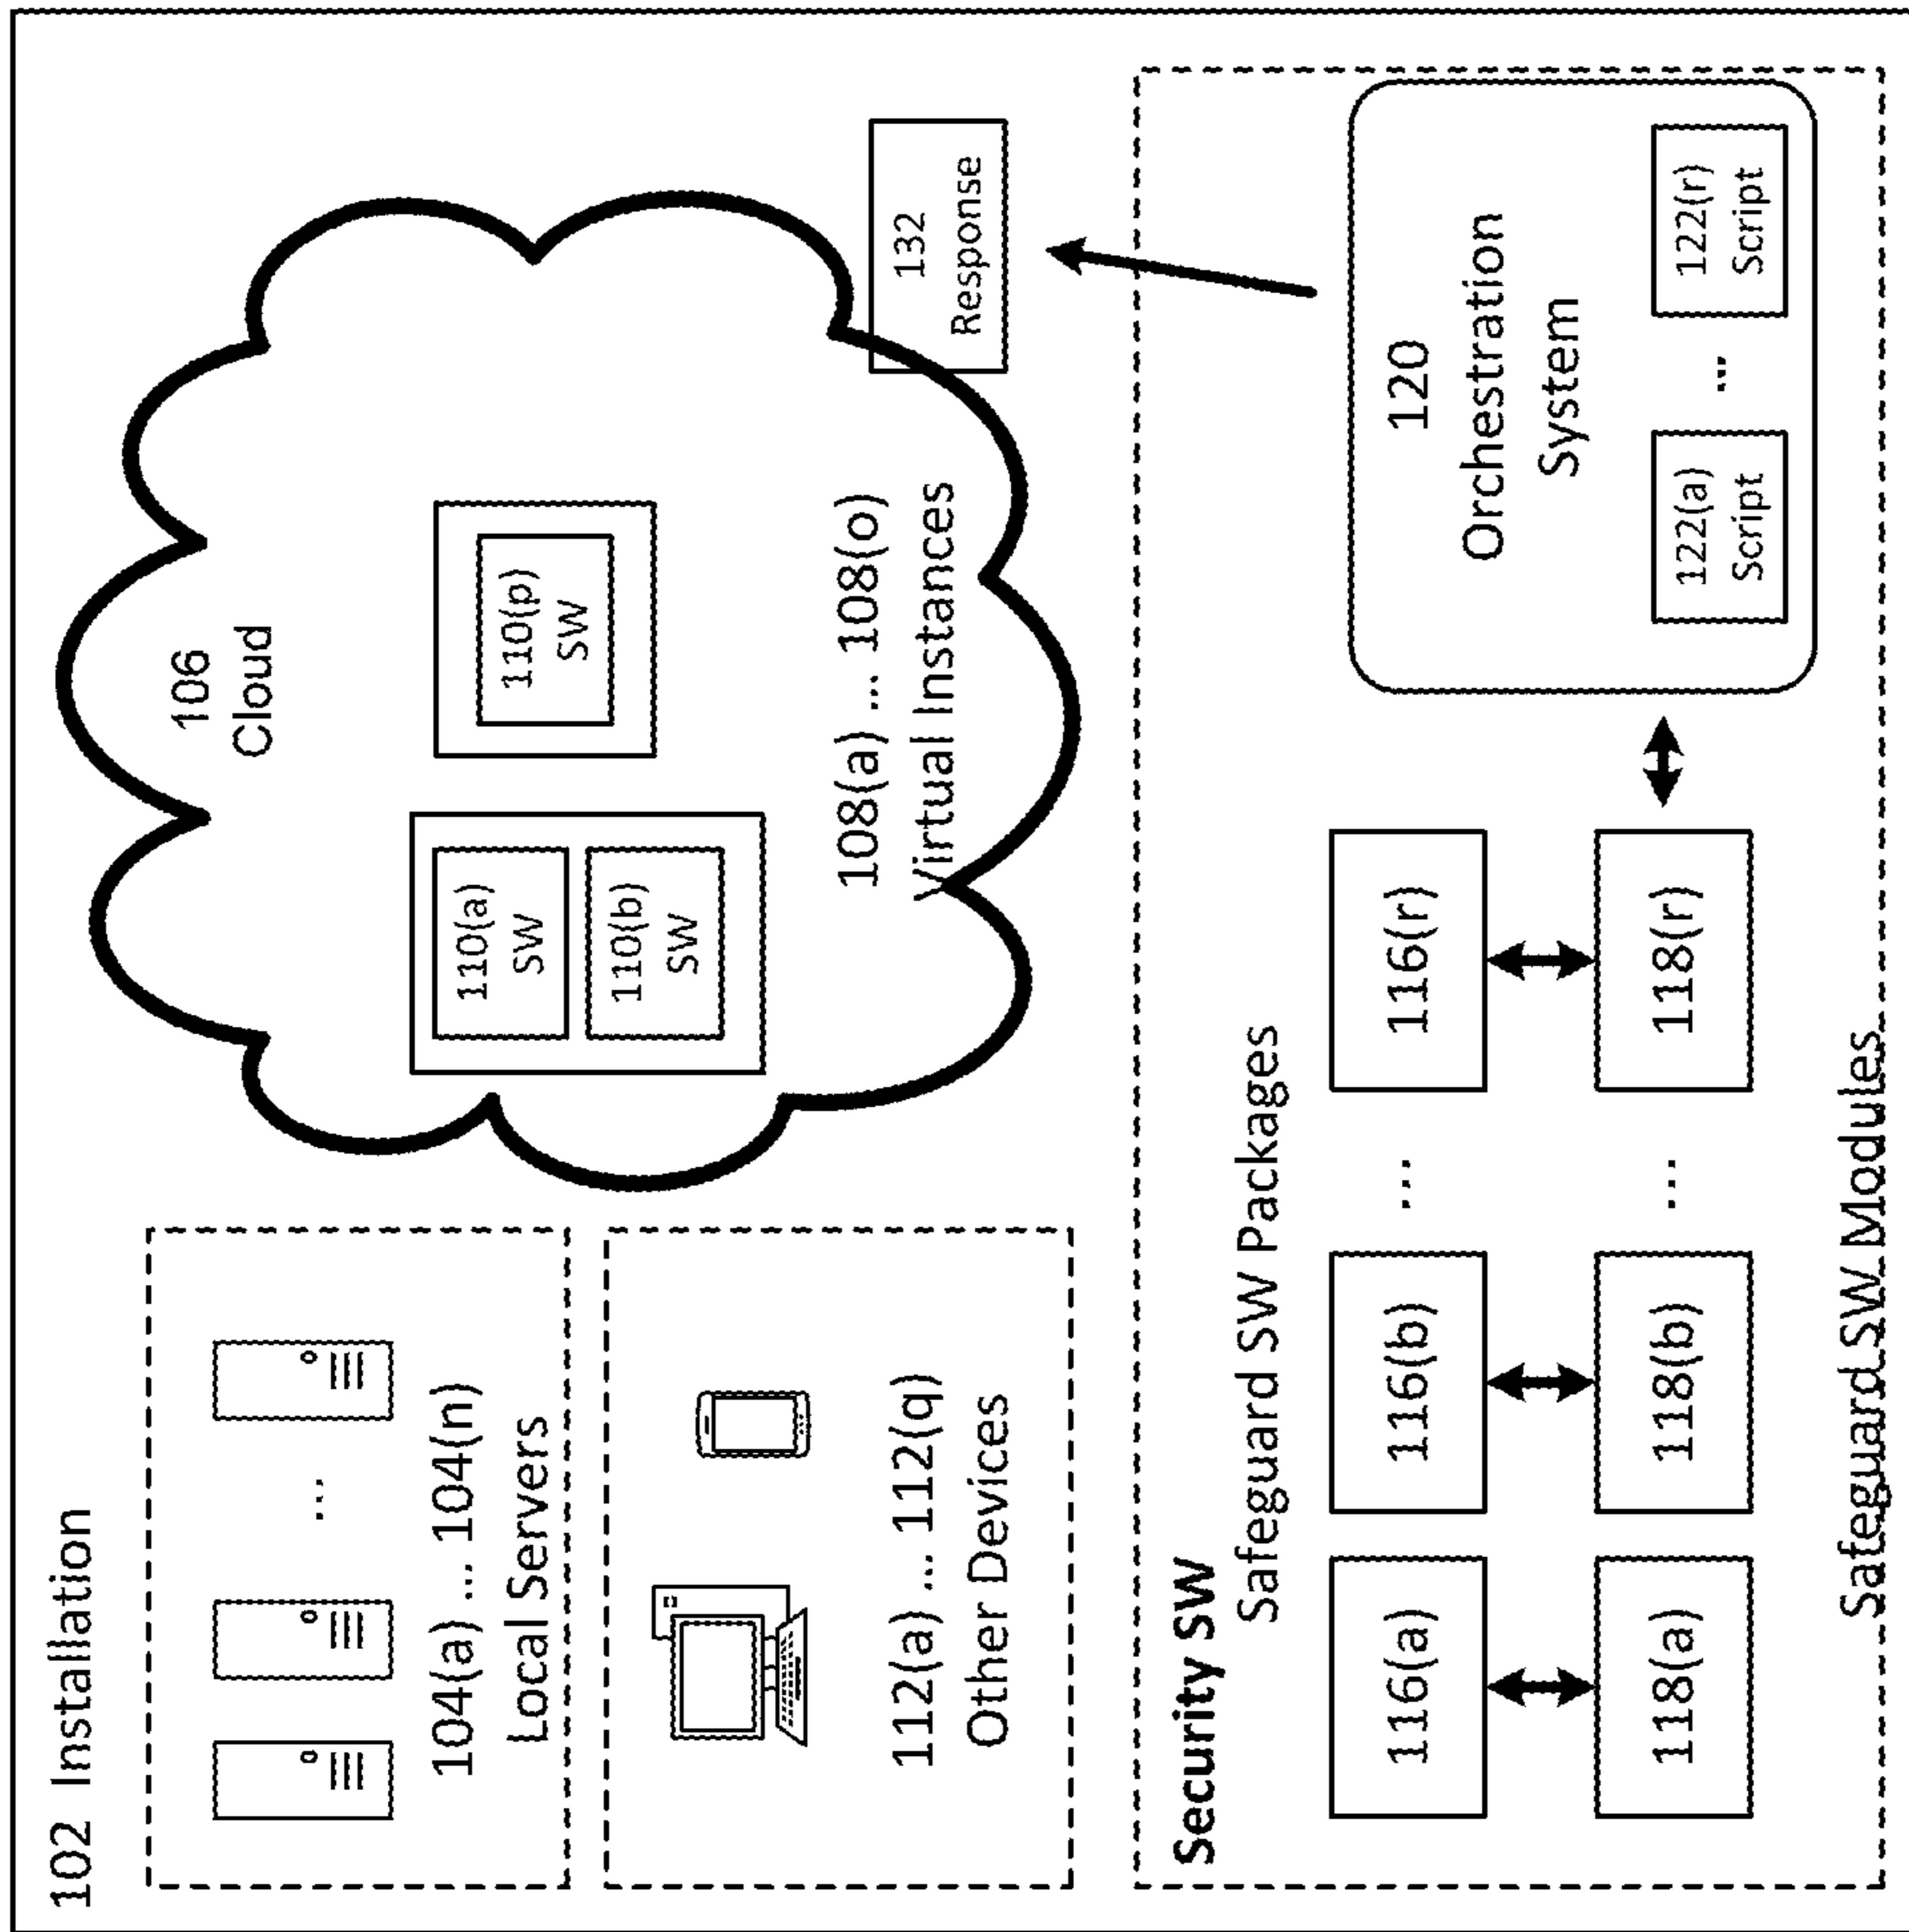 102 Installation
...
104(a) ... 104(n)
Local Servers
112(a) ... 112(q)
Other Devices
106
Cloud
110(a)
SW
110(b)
SW
110(p)
SW
108(a) ... 108(o)
Virtual Instances
132
Response
Security SW
Safeguard SW Packages
116(a)
116(b)
...
116(r)
118(a)
118(b)
...
118(r)
Safeguard SW Modules
120
Orchestration
System
122(a)
Script
...
122(r)
Script